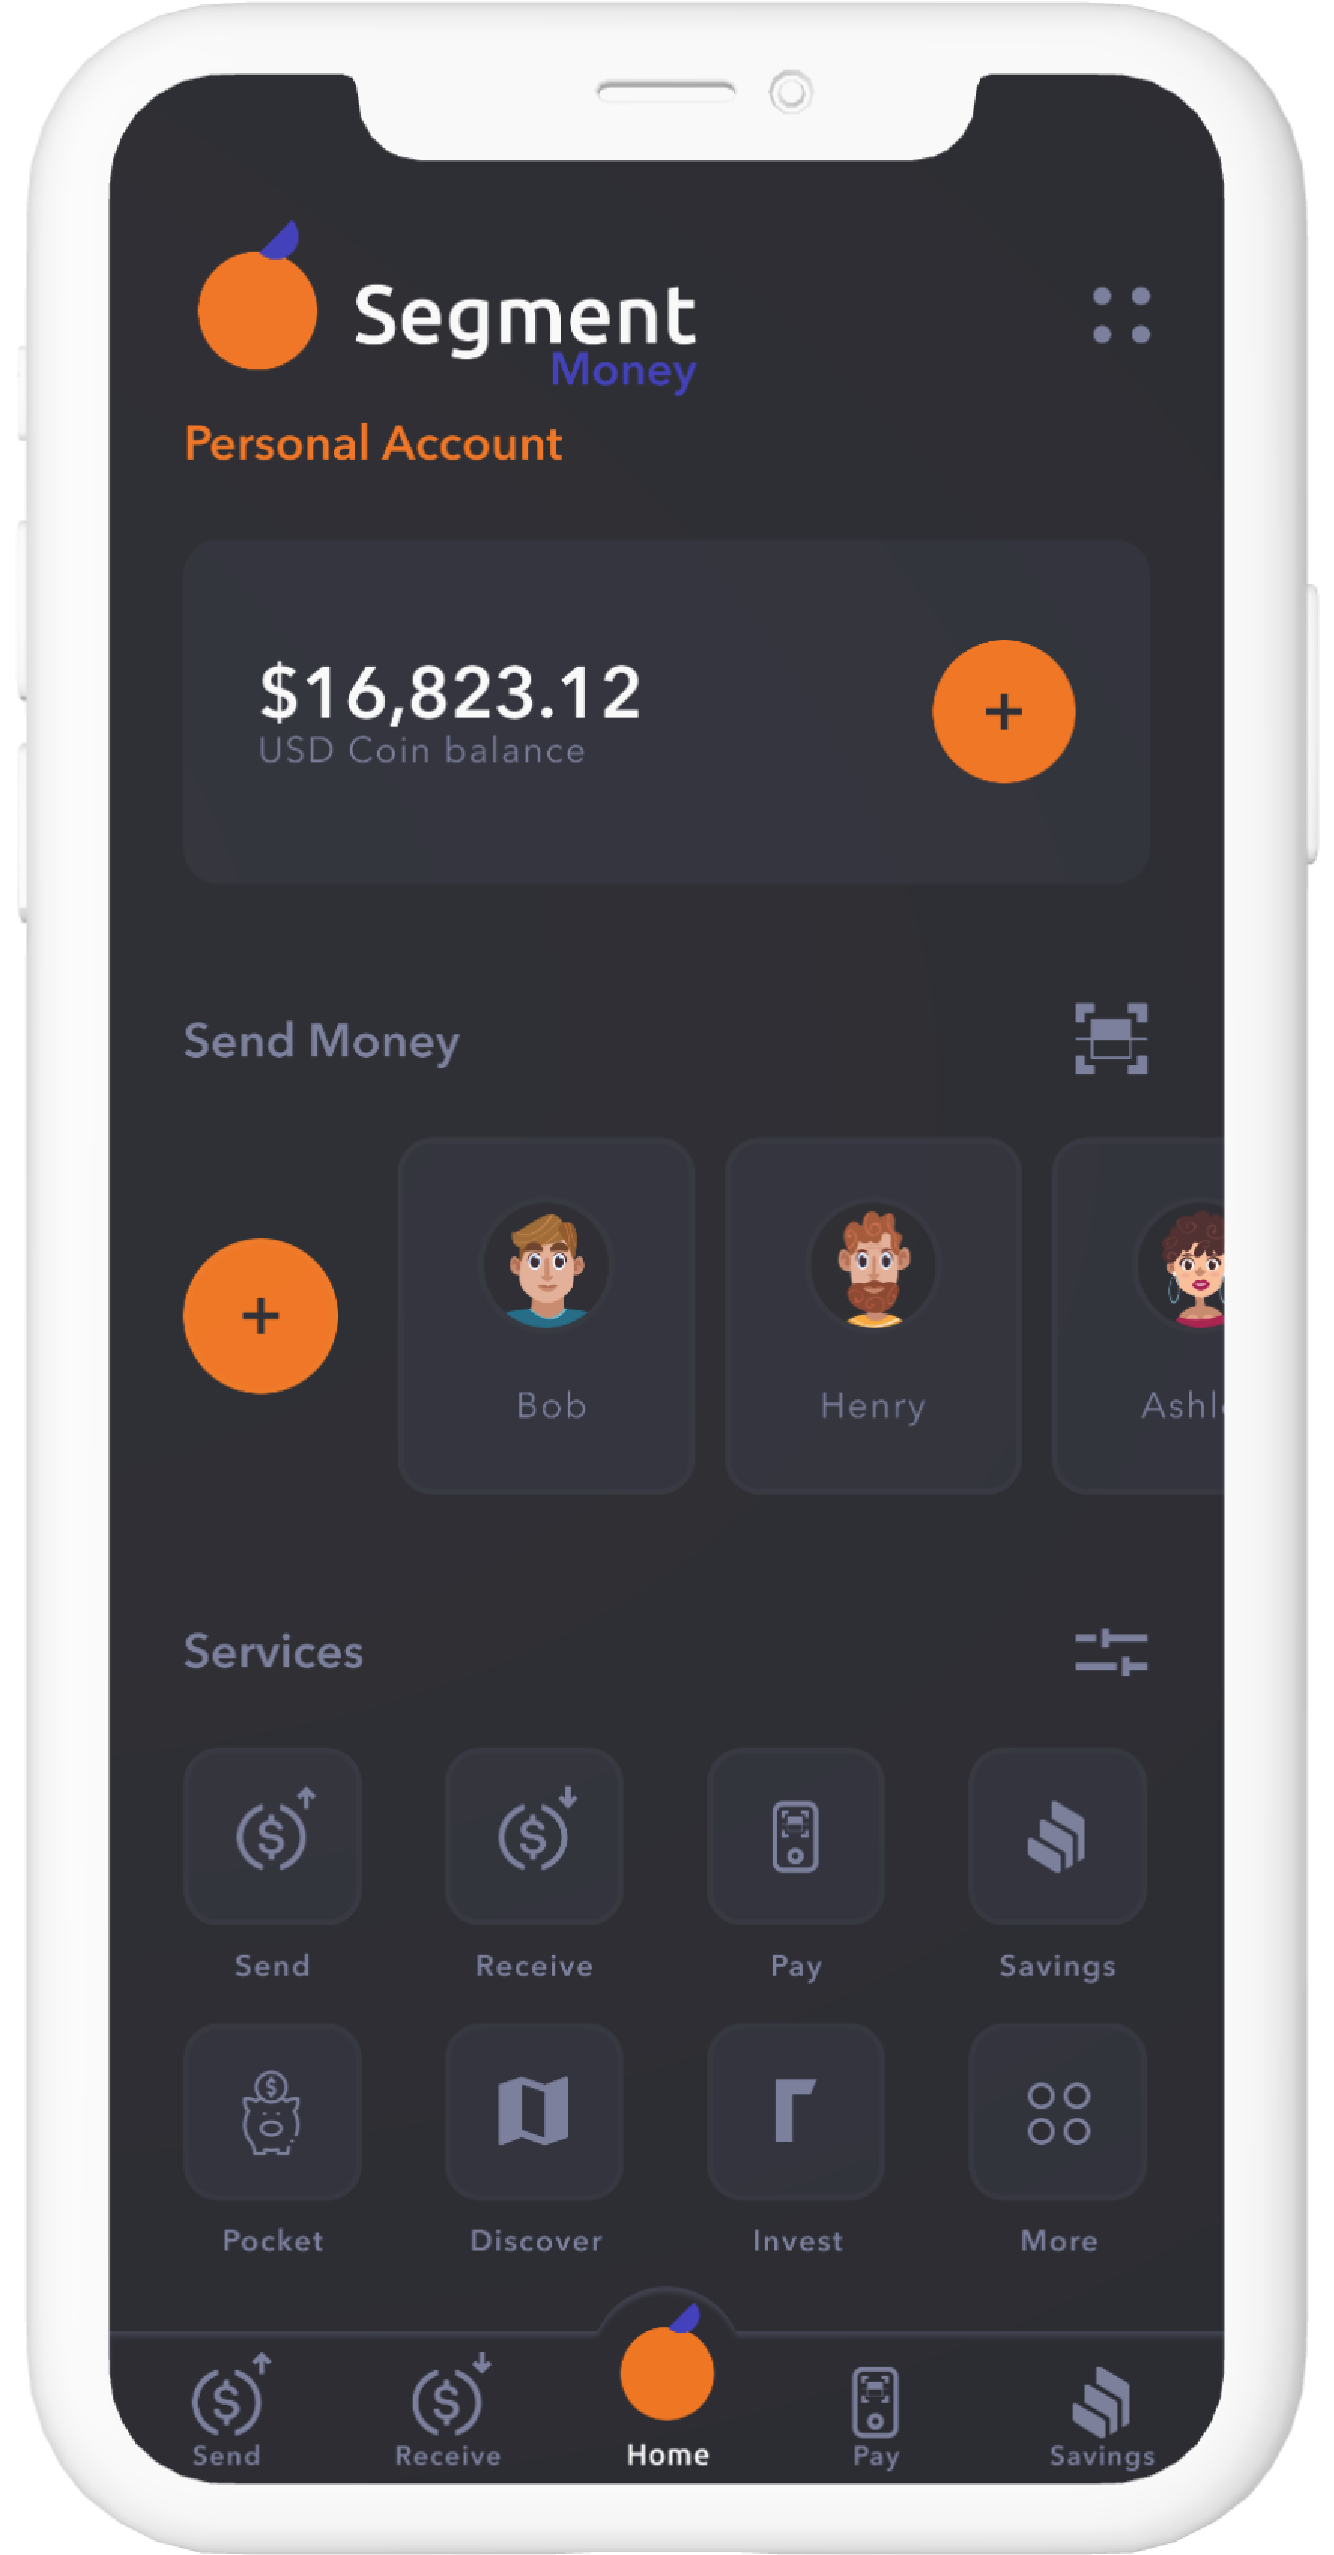 Segment
Money
Personal Account
$16,823.12
USD Coin balance
Send Money
Bob
Henry
Services
Send
Receive
Pay
Savings
Pocket
Discover
Invest
More
Send
Receive
Home
Pay
Savings